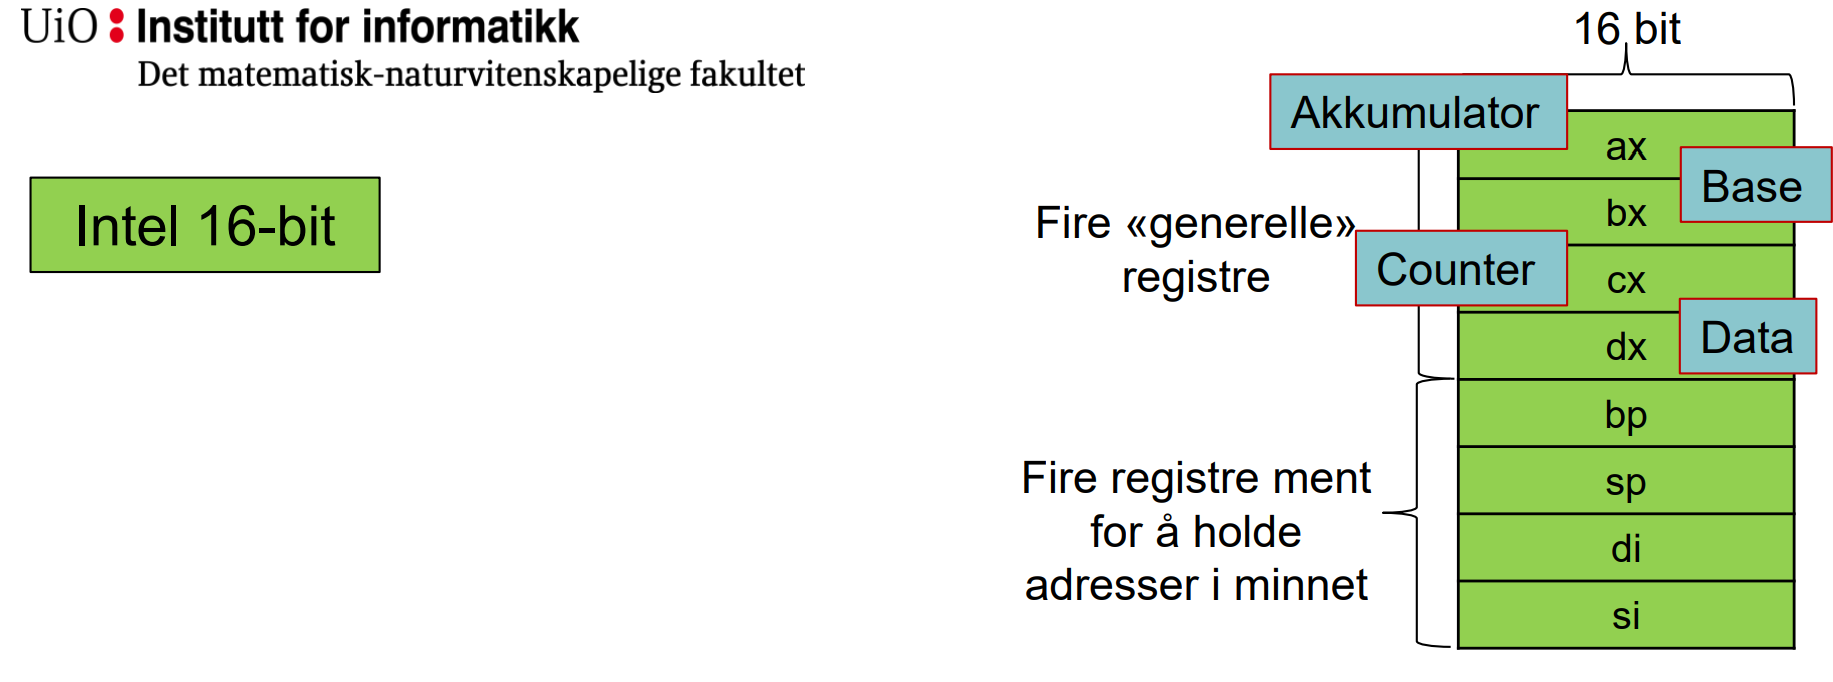 UiO: Institutt for informatikk
Det matematisk-naturvitenskapelige fakultet
Intel 16-bit
16 bit
Akkumulator
ax
Base
bx
Fire «generelle»
registre
Counter
cx
Data
dx
bp
sp
di
si
Fire registre ment
for å holde
adresser i minnet